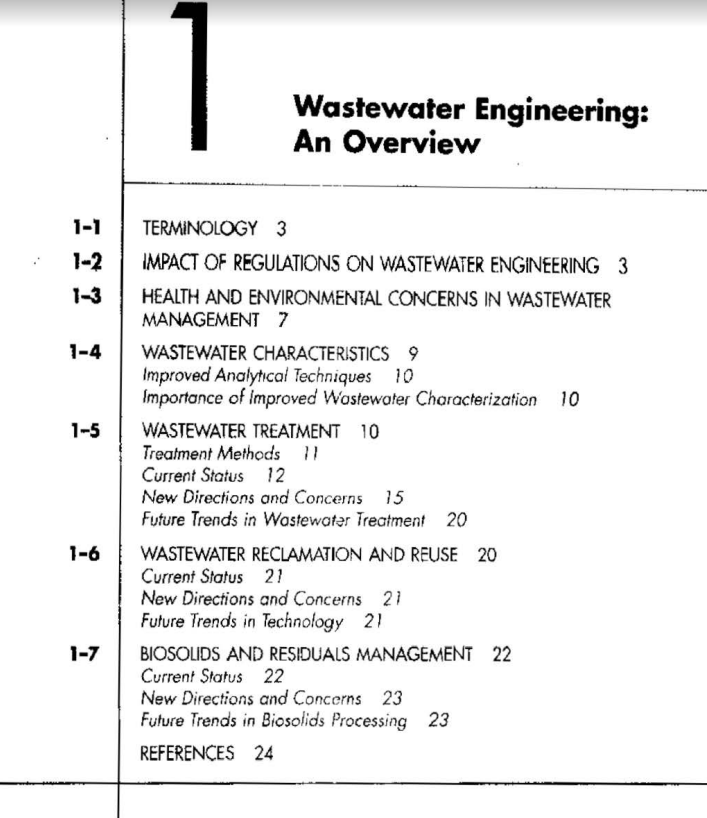 1
Wastewater Engineering:
An Overview
1-1 TERMINOLOGY 3
1-2 IMPACT OF REGULATIONS ON WASTEWATER ENGINEERING 3
1-3 HEALTH AND ENVIRONMENTAL CONCERNS IN WASTEWATER
MANAGEMENT 7
1-4 WASTEWATER CHARACTERISTICS 9
Improved Analytical Techniques 10
Importance of Improved Wastewater Characterization 10
1-5 WASTEWATER TREATMENT 10
Treatment Methods 11
Current Status 12
New Directions and Concerns 15
Future Trends in Wastewater Treatment 20
1-6 WASTEWATER RECLAMATION AND REUSE 20
Current Status 21
New Directions and Concerns 21
Future Trends in Technology 21
1-7 BIOSOLIDS AND RESIDUALS MANAGEMENT 22
Current Status 22
New Directions and Concerns 23
Future Trends in Biosolids Processing 23
REFERENCES 24